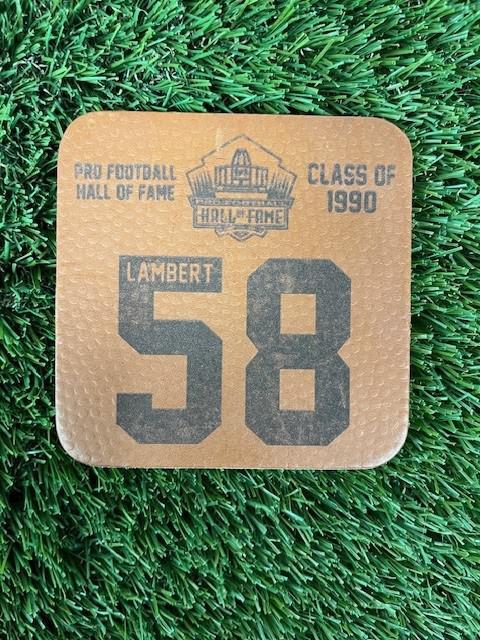 PRO FOOTBALL
HALL OF FAME
PRO FOOTBALL
HALL OF FAME
CLASS OF
1990
LAMBERT
58